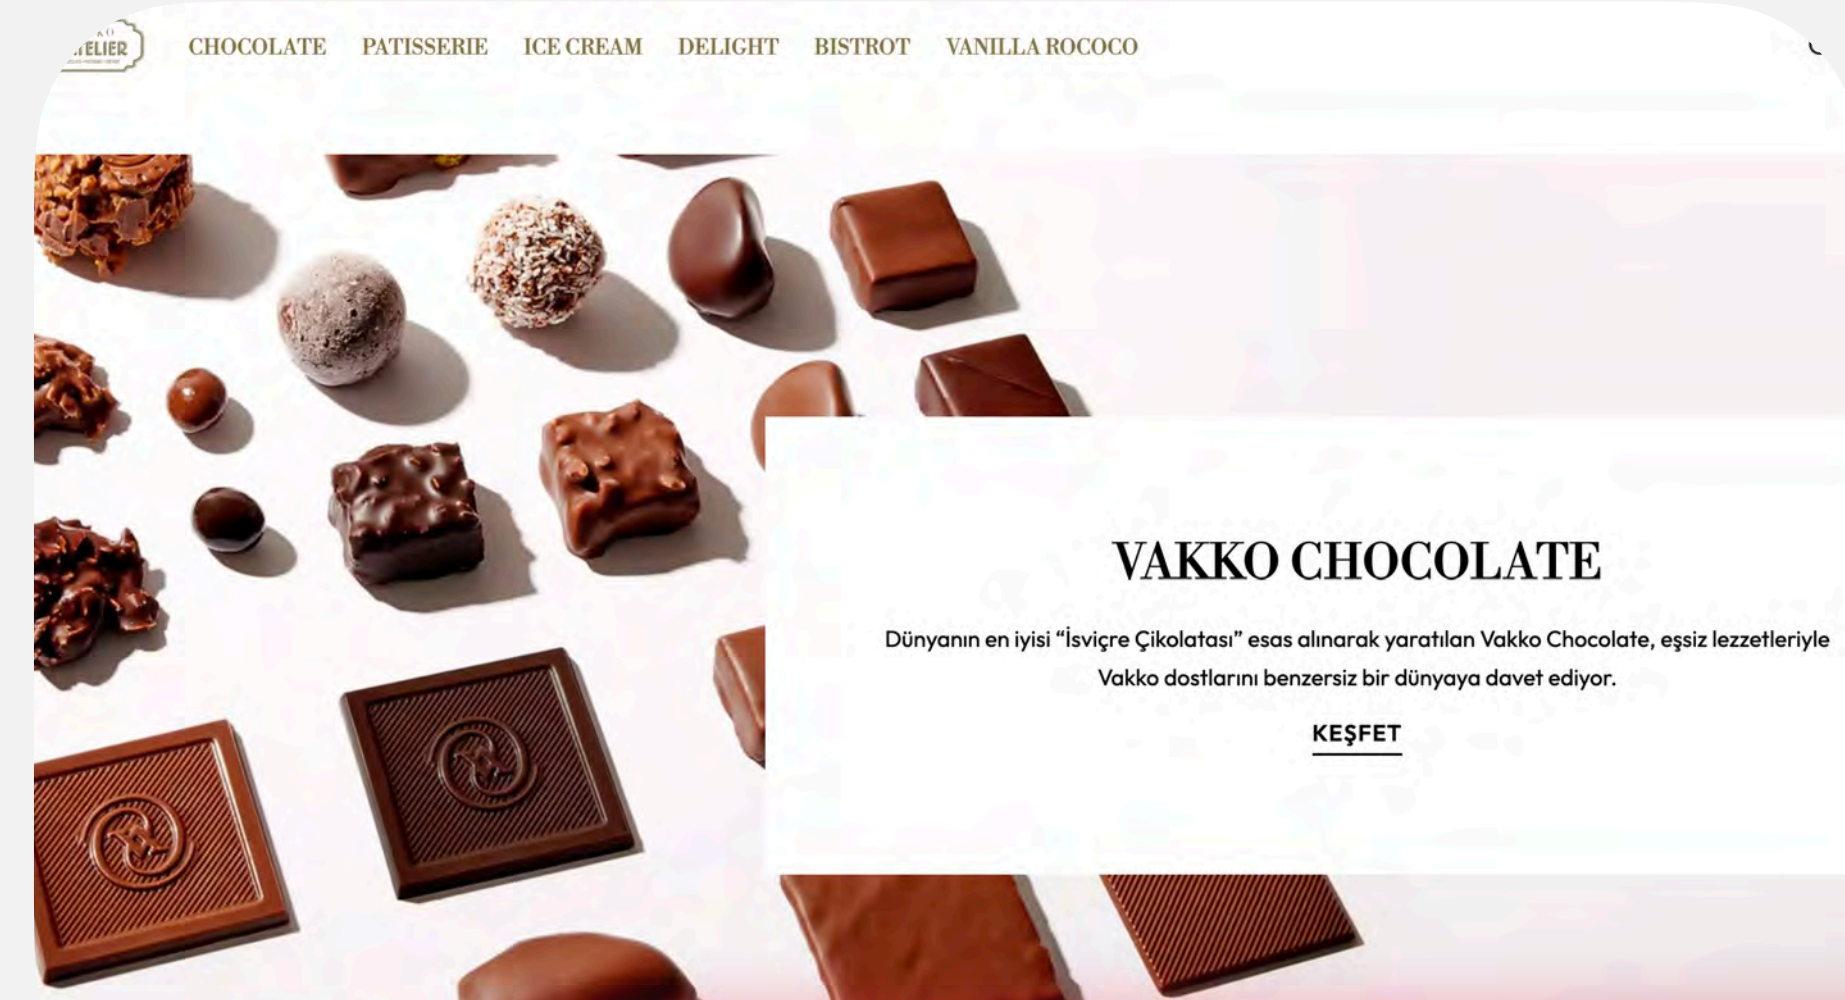 CHOCOLATE PATISSERIE ICE CREAM DELIGHT BISTROT VANILLA ROCOCO
VAKKO CHOCOLATE
Dünyanın en iyisi “İsviçre Çikolatası” esas alınarak yaratılan Vakko Chocolate, eşsiz lezzetleriyle
Vakko dostlarını benzersiz bir dünyaya davet ediyor.
KEŞFET